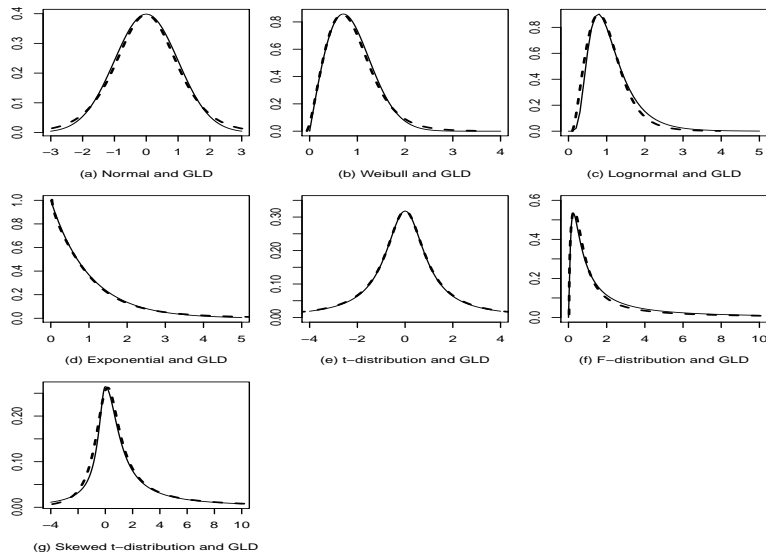 0.0 0.1 0.2 0.3 0.4
−3 −2 −1 0 1 2 3
(a) Normal and GLD
0.0 0.2 0.4 0.6 0.8
0 1 2 3 4
(b) Weibull and GLD
0.0 0.2 0.4 0.6 0.8
0 1 2 3 4 5
(c) Lognormal and GLD
0.0 0.2 0.4 0.6 0.8 1.0
0 1 2 3 4 5
(d) Exponential and GLD
0.00 0.10 0.20 0.30
−4 −2 0 2 4
(e) t−distribution and GLD
0.0 0.2 0.4 0.6
0 2 4 6 8 10
(f) F−distribution and GLD
0.00 0.10 0.20
−4 −2 0 2 4 6 8 10
(g) Skewed t−distribution and GLD